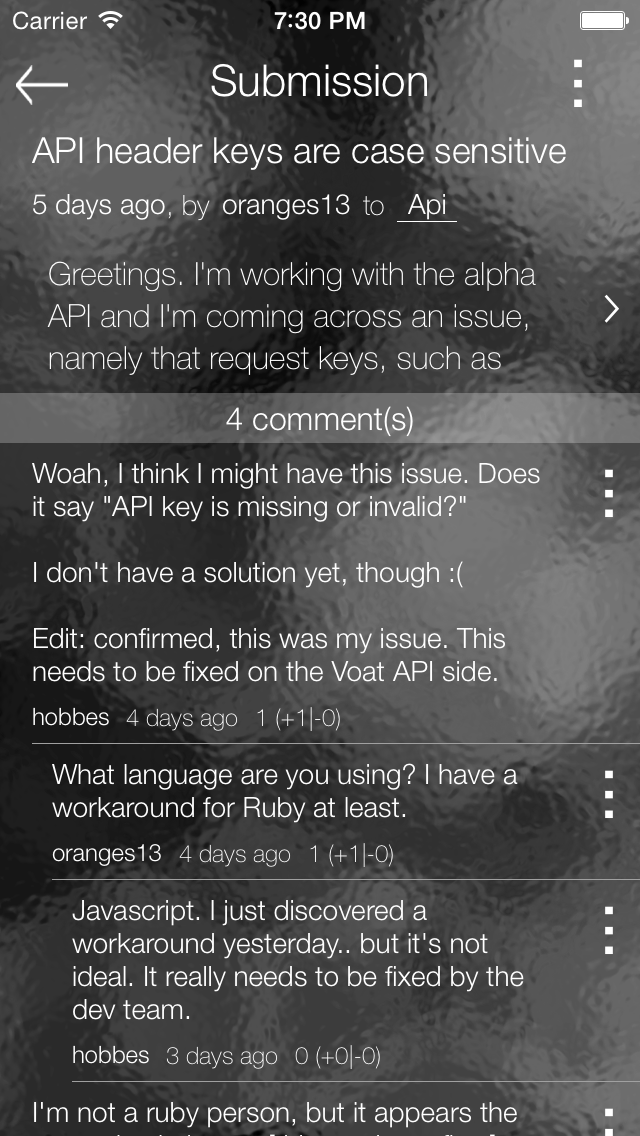 Carrier 7:30 PM
Submission
API header keys are case sensitive
5 days ago, by oranges13 to Api
Greetings. I'm working with the alpha
API and I'm coming across an issue,
namely that request keys, such as
4 comment(s)
Woah, I think I might have this issue. Does
it say "API key is missing or invalid?"
I don't have a solution yet, though :(
Edit: confirmed, this was my issue. This
needs to be fixed on the Voat API side.
hobbes 4 days ago 1 (+1|-0)
What language are you using? I have a
workaround for Ruby at least.
oranges13 4 days ago 1 (+1|-0)
Javascript. I just discovered a
workaround yesterday.. but it's not
ideal. It really needs to be fixed by the
dev team.
hobbes 3 days ago 0 (+0|-0)
I'm not a ruby person, but it appears the